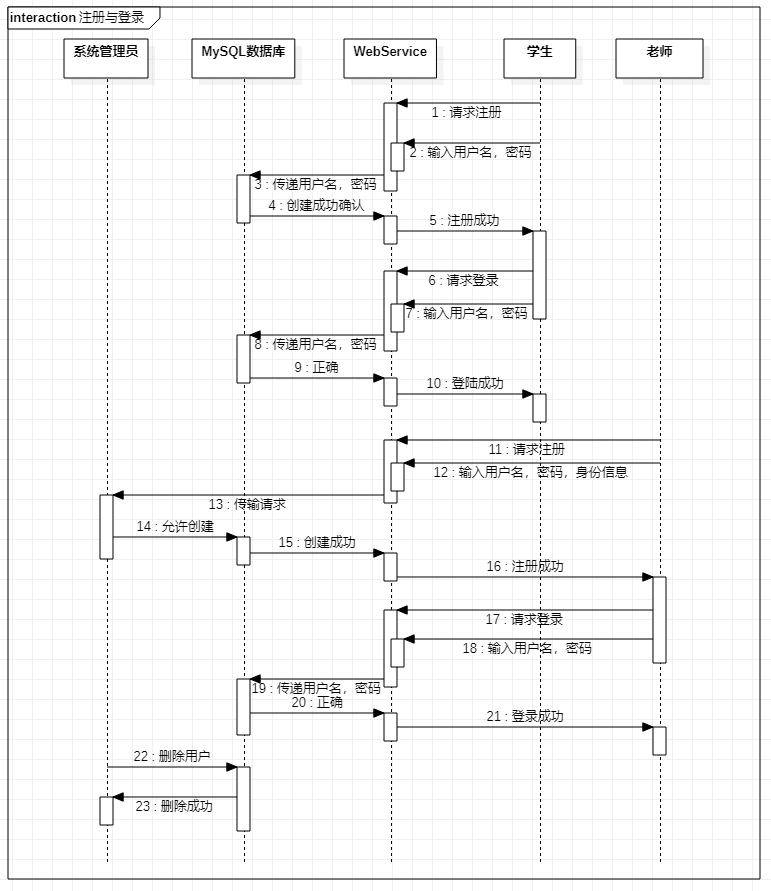 interaction 注册与登录
系统管理员
MySQL数据库
WebService
学生
老师
1 : 请求注册
2 : 输入用户名，密码
3 : 传递用户名，密码
4 : 创建成功确认
5 : 注册成功
6 : 请求登录
7 : 输入用户名，密码
8 : 传递用户名，密码
9 : 正确
10 : 登陆成功
11 : 请求注册
12 : 输入用户名，密码，身份信息
13 : 传输请求
14 : 允许创建
15 : 创建成功
16 : 注册成功
17 : 请求登录
18 : 输入用户名，密码
19 : 传递用户名，密码
20 : 正确
21 : 登录成功
22 : 删除用户
23 : 删除成功